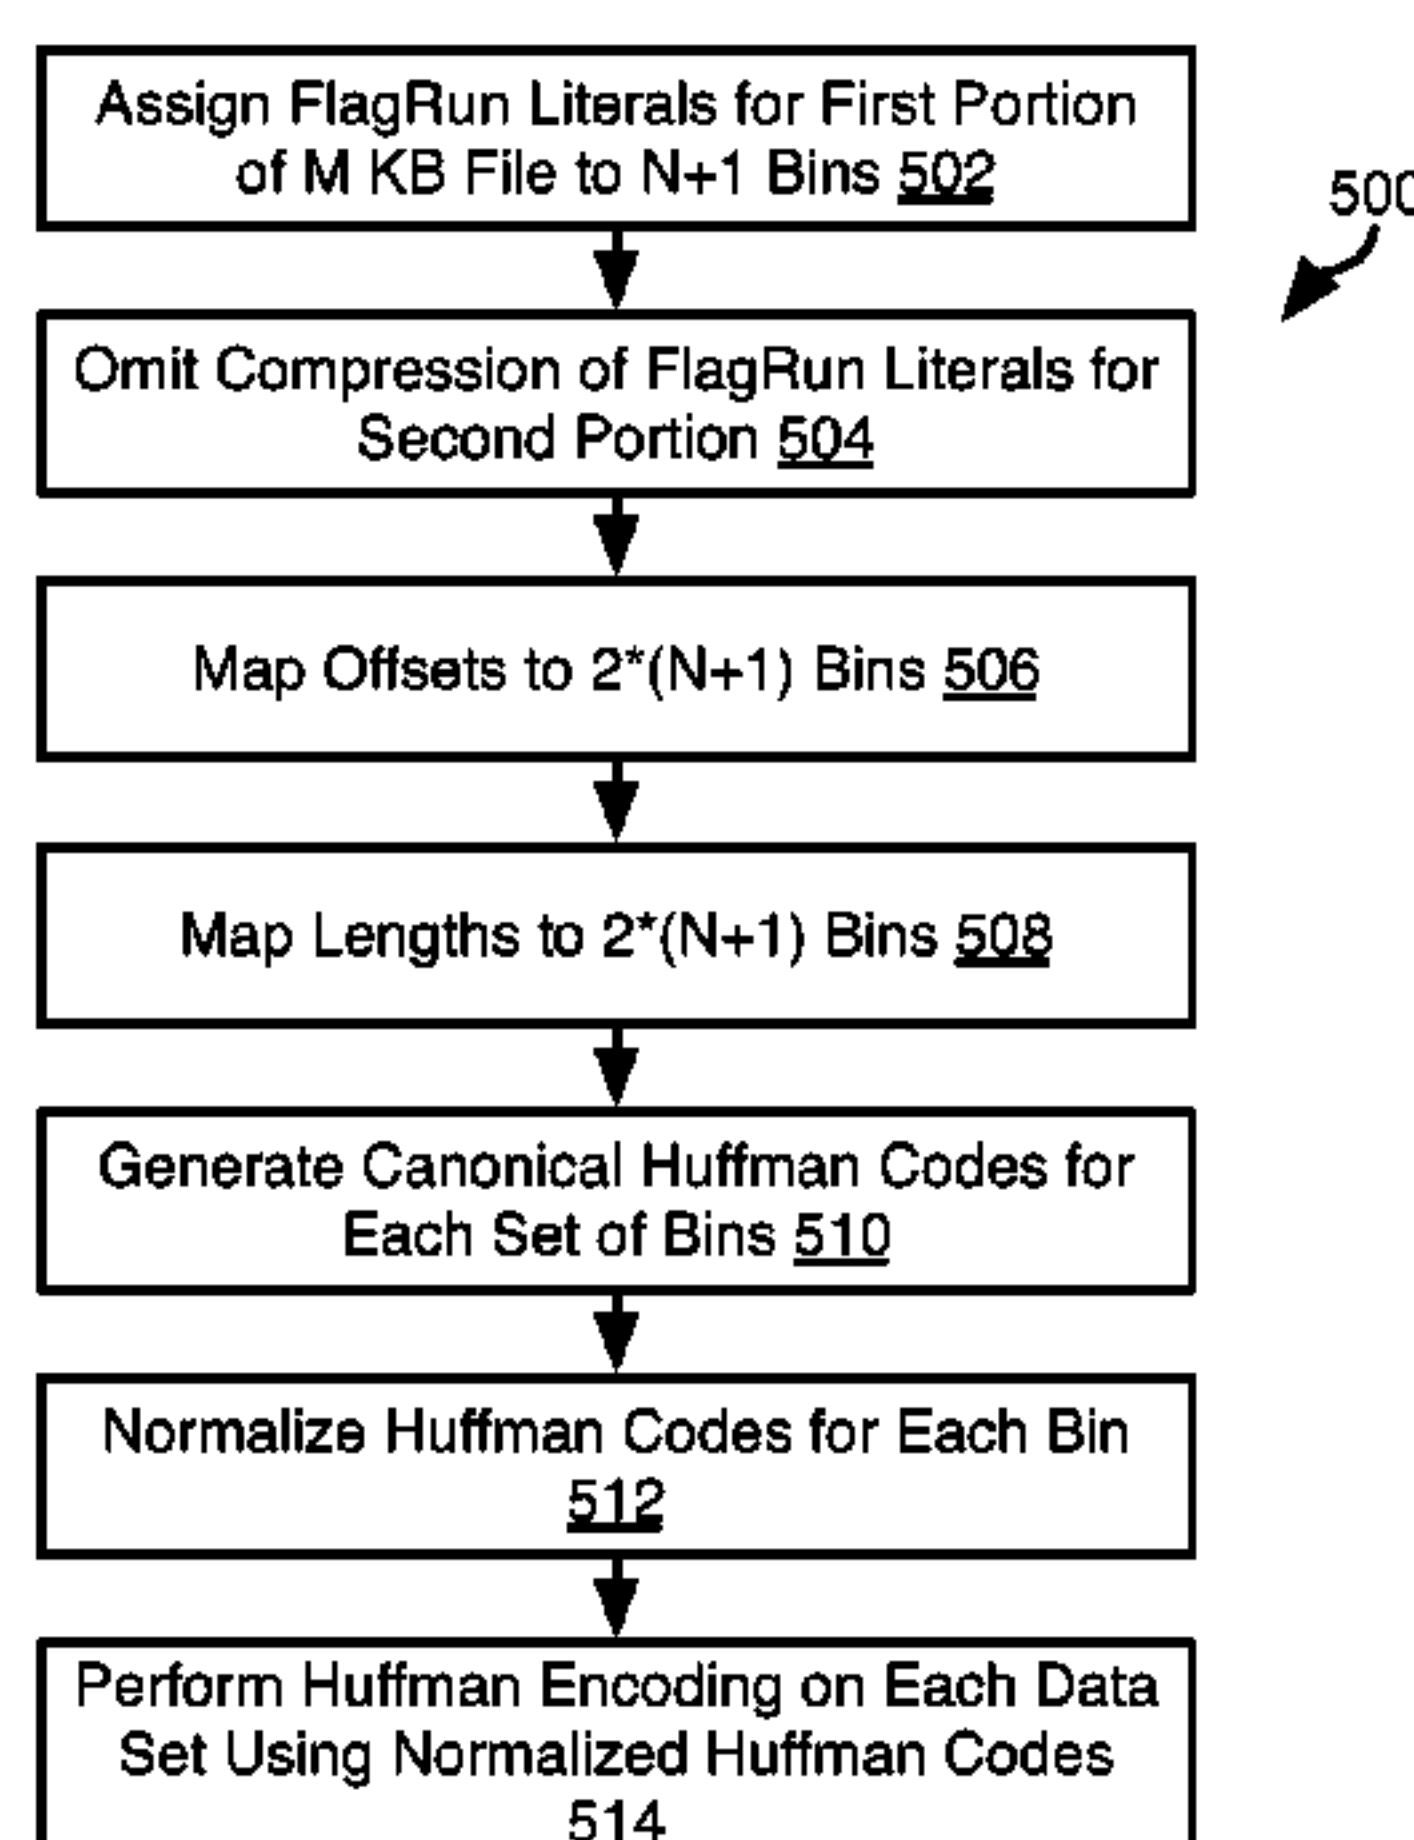 Assign FlagRun Literals for First Portion
of M KB File to N+1 Bins 502
500
Omit Compression of FlagRun Literals for
Second Portion 504
Map Offsets to 2*(N+1) Bins 506
Map Lengths to 2*(N+1) Bins 508
Generate Canonical Huffman Codes for
Each Set of Bins 510
Normalize Huffman Codes for Each Bin
512
Perform Huffman Encoding on Each Data
Set Using Normalized Huffman Codes
514